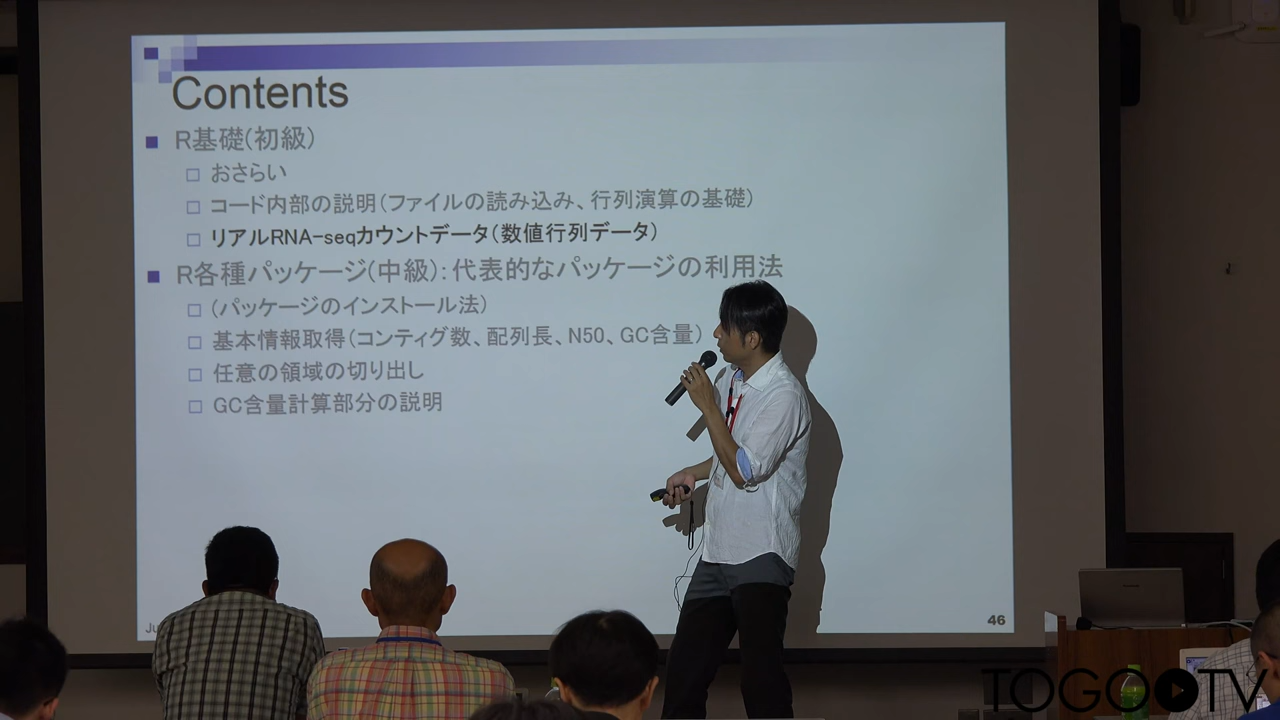 Contents
R基礎(初級)
おさらい
コード内部の説明(ファイルの読み込み、行列演算の基礎)
リアルRNA-seqカウントデータ(数値行列データ)
R各種パッケージ(中級):代表的なパッケージの利用法
(パッケージのインストール法)
基本情報取得(コンティグ数、配列長、N50、GC含量)
任意の領域の切り出し
GC含量計算部分の説明
46
TOGOTV